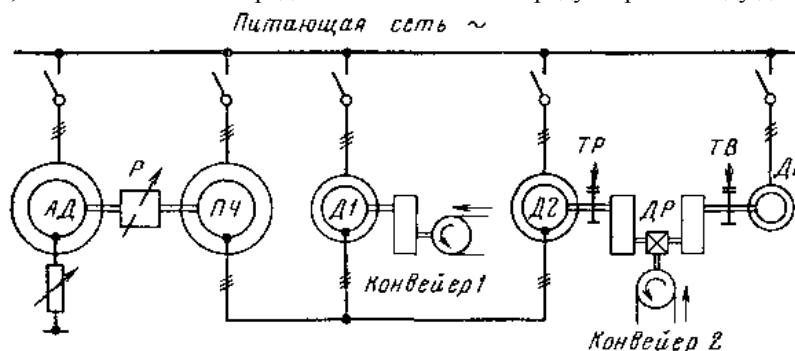 Питающая сеть ~
Р
ТР
ТВ
АД
ПЧ
Д1
Д2
ДР
Конвейер 1
Конвейер 2